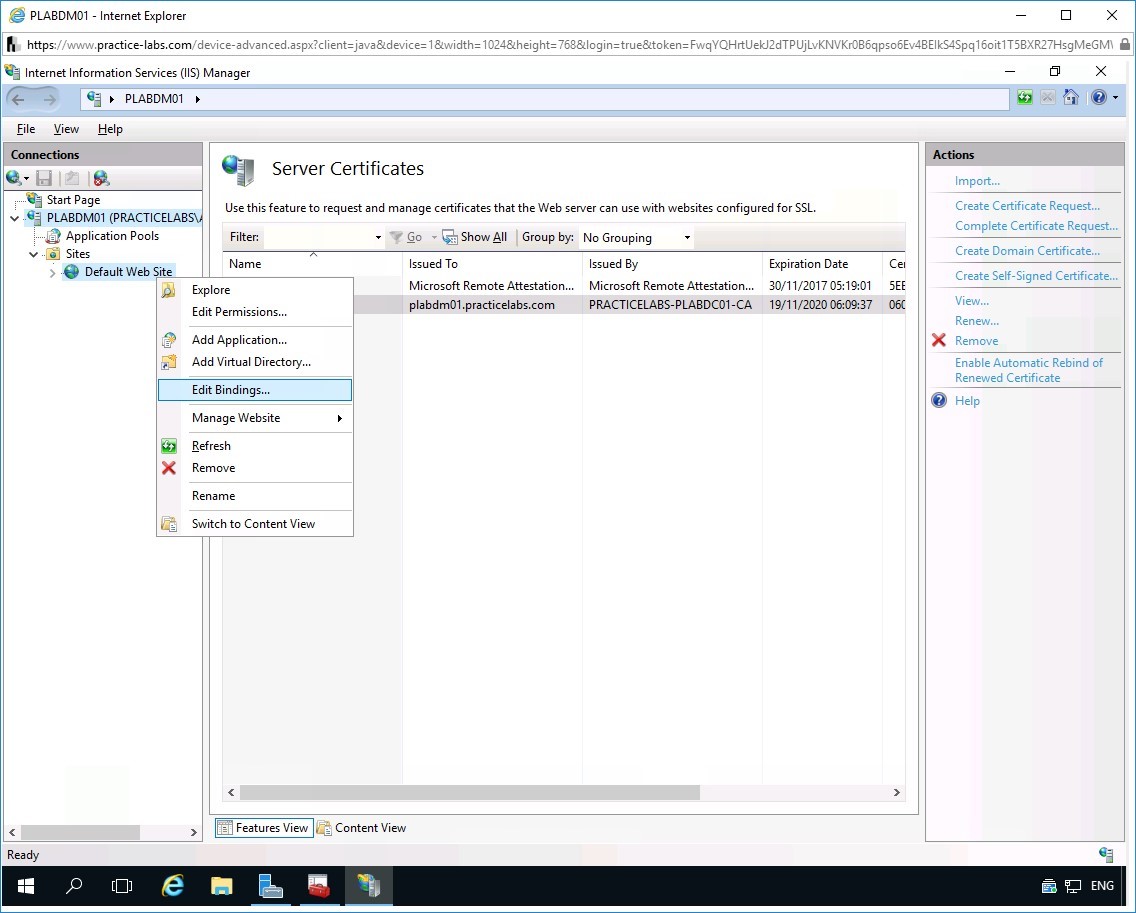 PLABDM01 - Internet Explorer
https://www.practice-labs.com/device-advanced.aspx?client=java&device=1&width=1024&height=768&login=true&token=
Internet Information Services (IIS) Manager
PLABDM01
File View Help
Connections
Start Page
PLABDM01 (PRACTICELABS\A
Application Pools
Sites
Default Web Site
Explore
Edit Permissions...
Add Application...
Add Virtual Directory...
Edit Bindings...
Manage Website
Refresh
Remove
Rename
Switch to Content View
Server Certificates
Use this feature to request and manage certificates that the Web server can use with websites configured for SSL.
Filter: Go Show All Group by: No Grouping
Name Issued To Issued By Expiration Date Cer
Microsoft Remote Attestation... Microsoft Remote Attestation... 30/11/2017 05:19:01 5EE
plabdm01.practicelabs.com PRACTICELABS-PLABDC01-CA 19/11/2020 06:09:37 060
Features View Content View
Actions
Import...
Create Certificate Request...
Complete Certificate Request...
Create Domain Certificate...
Create Self-Signed Certificate...
View...
Renew...
Remove
Enable Automatic Rebind of
Renewed Certificate
Help
Ready
ENG